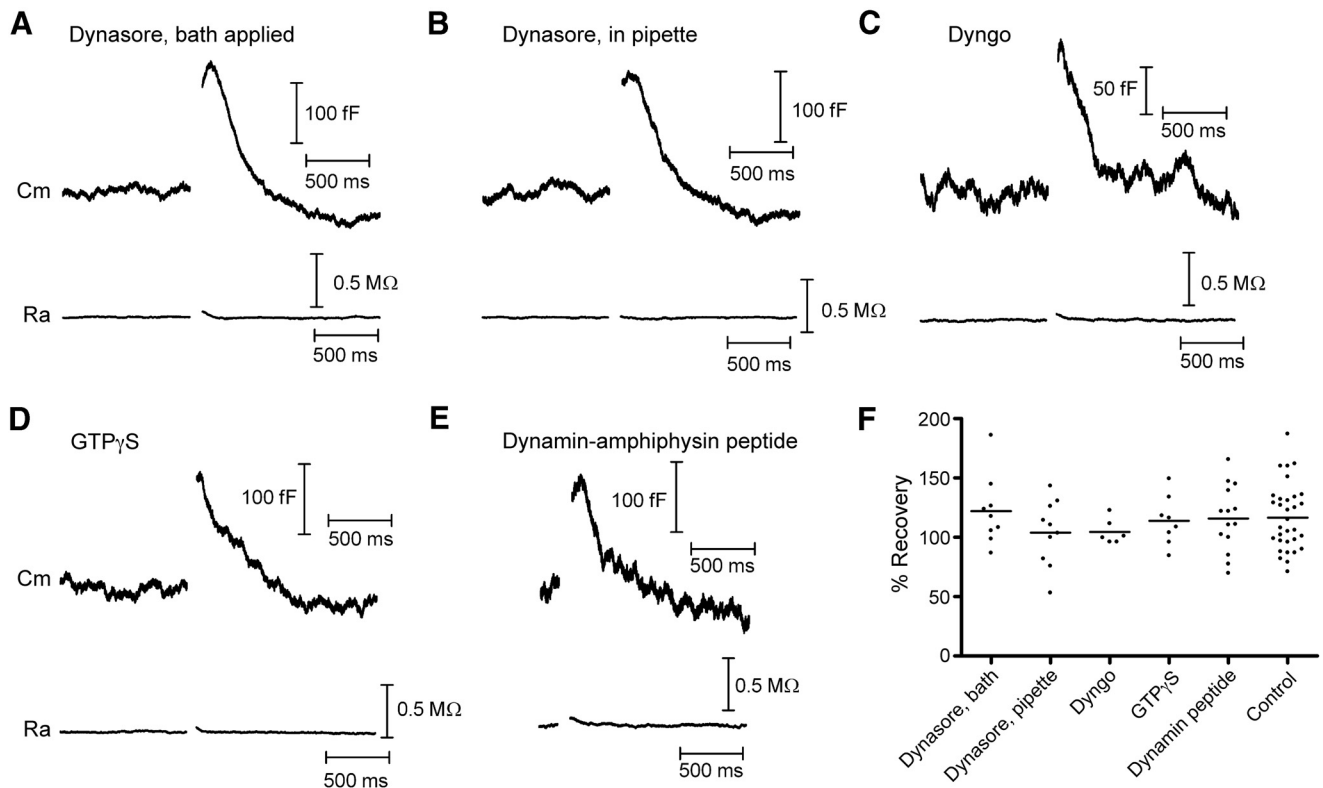 A
Dynasore, bath applied
100 fF
500 ms
Cm
0.5 MΩ
Ra
500 ms
B
Dynasore, in pipette
100 fF
500 ms
0.5 MΩ
500 ms
C
Dyngo
50 fF
500 ms
0.5 MΩ
500 ms
D
GTPγS
100 fF
500 ms
Cm
0.5 MΩ
Ra
500 ms
E
Dynamin-amphiphysin peptide
100 fF
500 ms
0.5 MΩ
500 ms
F
% Recovery
200
150
100
50
0
Dynasore, bath
Dynasore, pipette
Dyngo
GTPγS
Dynamin peptide
Control